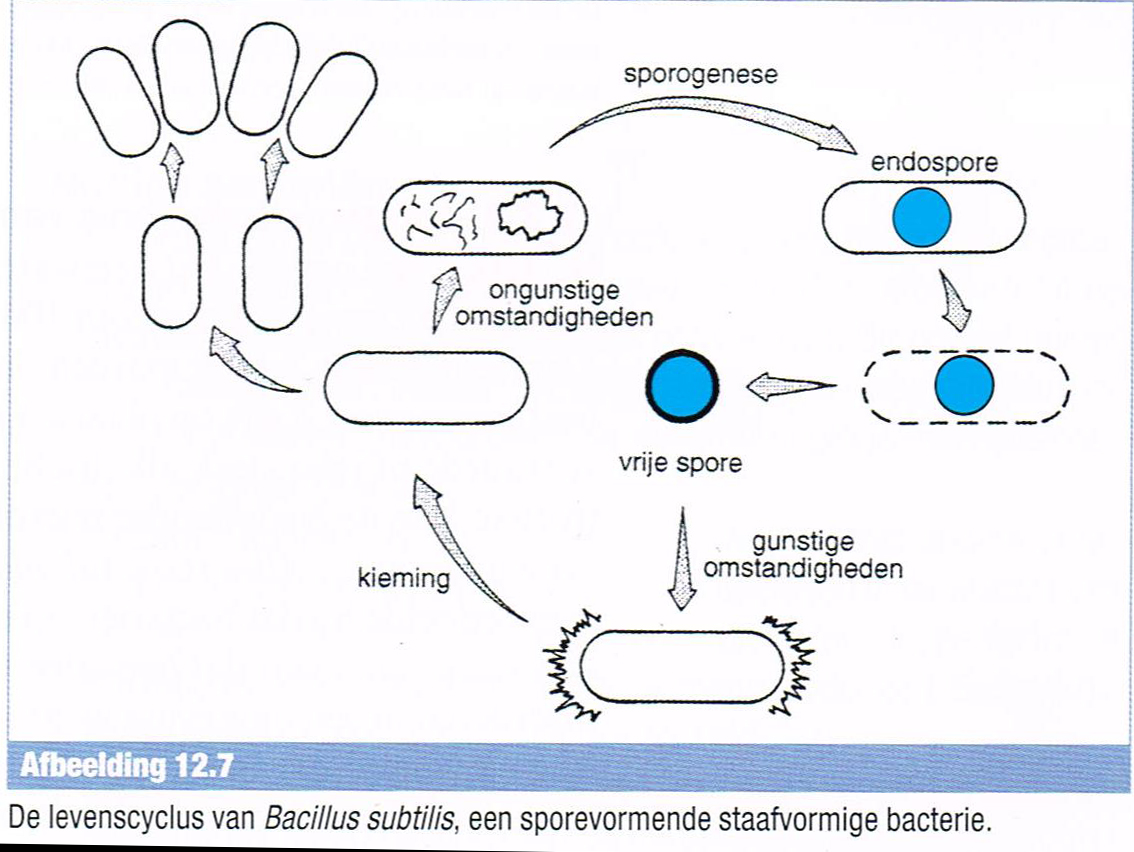 sporogenese
endospore
ongunstige
omstandigheden
vrije spore
gunstige
omstandigheden
kieming
Afbeelding 12.7
De levenscyclus van Bacillus subtilis, een sporevormende staafvormige bacterie.